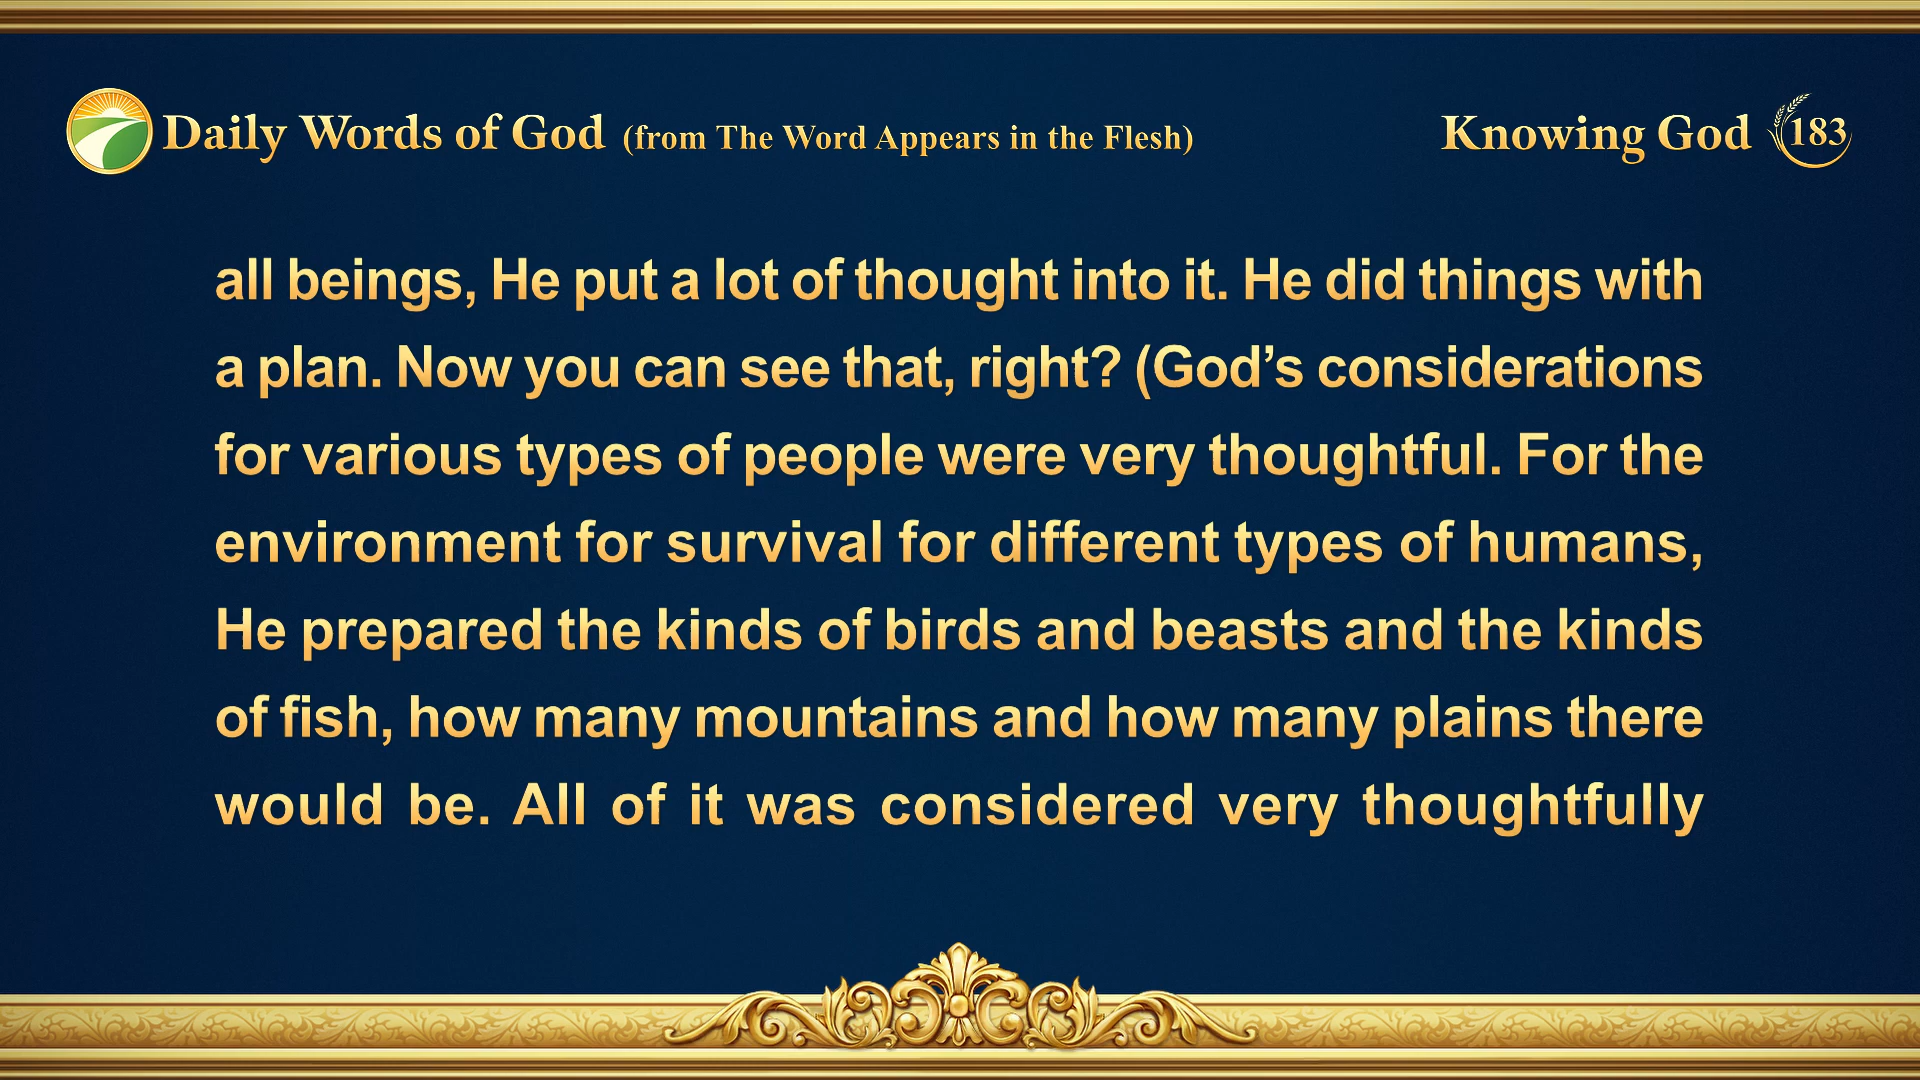 Daily Words of God (from The Word Appears in the Flesh)
Knowing God 183
all beings, He put a lot of thought into it. He did things with
a plan. Now you can see that, right? (God’s considerations
for various types of people were very thoughtful. For the
environment for survival for different types of humans,
He prepared the kinds of birds and beasts and the kinds
of fish, how many mountains and how many plains there
would be. All of it was considered very thoughtfully